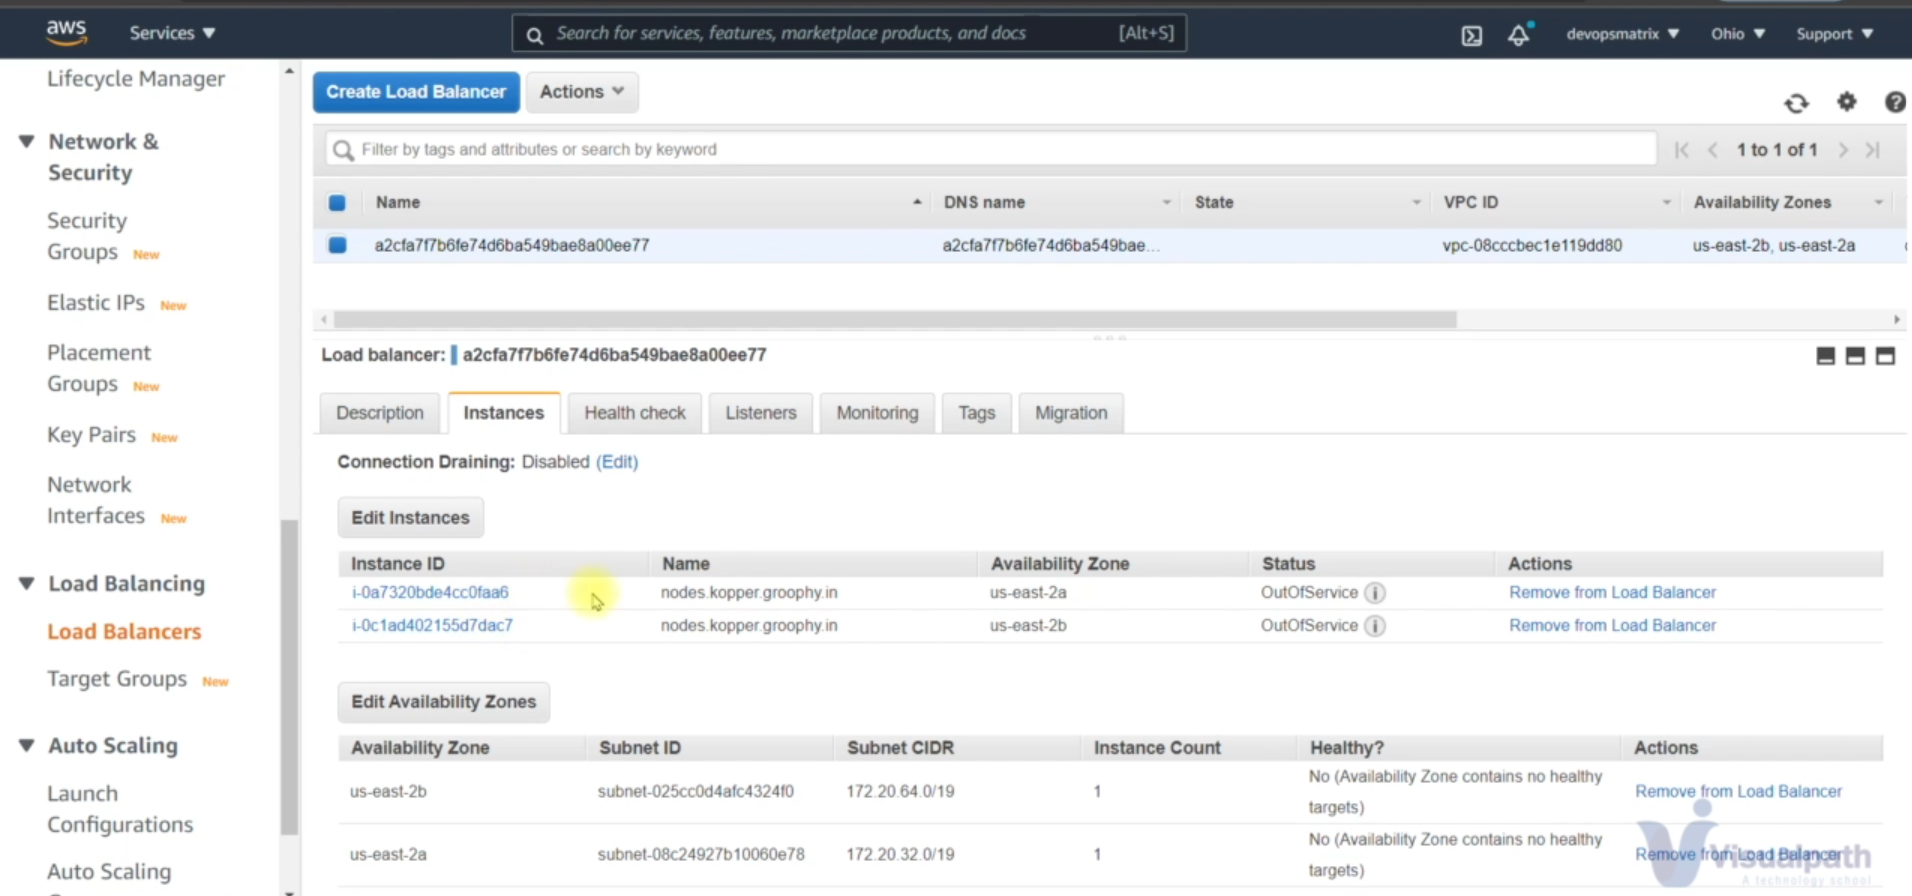 aws Services ▼ Search for services, features, marketplace products, and docs [Alt+S] devopsmatrix ▼ Ohio ▼ Support ▼
Lifecycle Manager
Network &
Security
Security
Groups New
Elastic IPs New
Placement
Groups New
Key Pairs New
Network
Interfaces New
Load Balancing
Load Balancers
Target Groups New
Auto Scaling
Launch
Configurations
Auto Scaling
Create Load Balancer Actions
Filter by tags and attributes or search by keyword 1 to 1 of 1
Name DNS name State VPC ID Availability Zones
a2cfa7f7b6fe74d6ba549bae8a00ee77 a2cfa7f7b6fe74d6ba549bae... vpc-08cccbec1e119dd80 us-east-2b, us-east-2a
Load balancer: a2cfa7f7b6fe74d6ba549bae8a00ee77
Description Instances Health check Listeners Monitoring Tags Migration
Connection Draining: Disabled (Edit)
Edit Instances
Instance ID Name Availability Zone Status Actions
i-0a7320bde4cc0faa6 nodes.kopper.groophy.in us-east-2a OutOfService i Remove from Load Balancer
i-0c1ad402155d7dac7 nodes.kopper.groophy.in us-east-2b OutOfService i Remove from Load Balancer
Edit Availability Zones
Availability Zone Subnet ID Subnet CIDR Instance Count Healthy? Actions
us-east-2b subnet-025cc0d4afc4324f0 172.20.64.0/19 1 No (Availability Zone contains no healthy targets) Remove from Load Balancer
us-east-2a subnet-08c24927b10060e78 172.20.32.0/19 1 No (Availability Zone contains no healthy targets) Remove from Load Balancer
Visualpath
A technology school